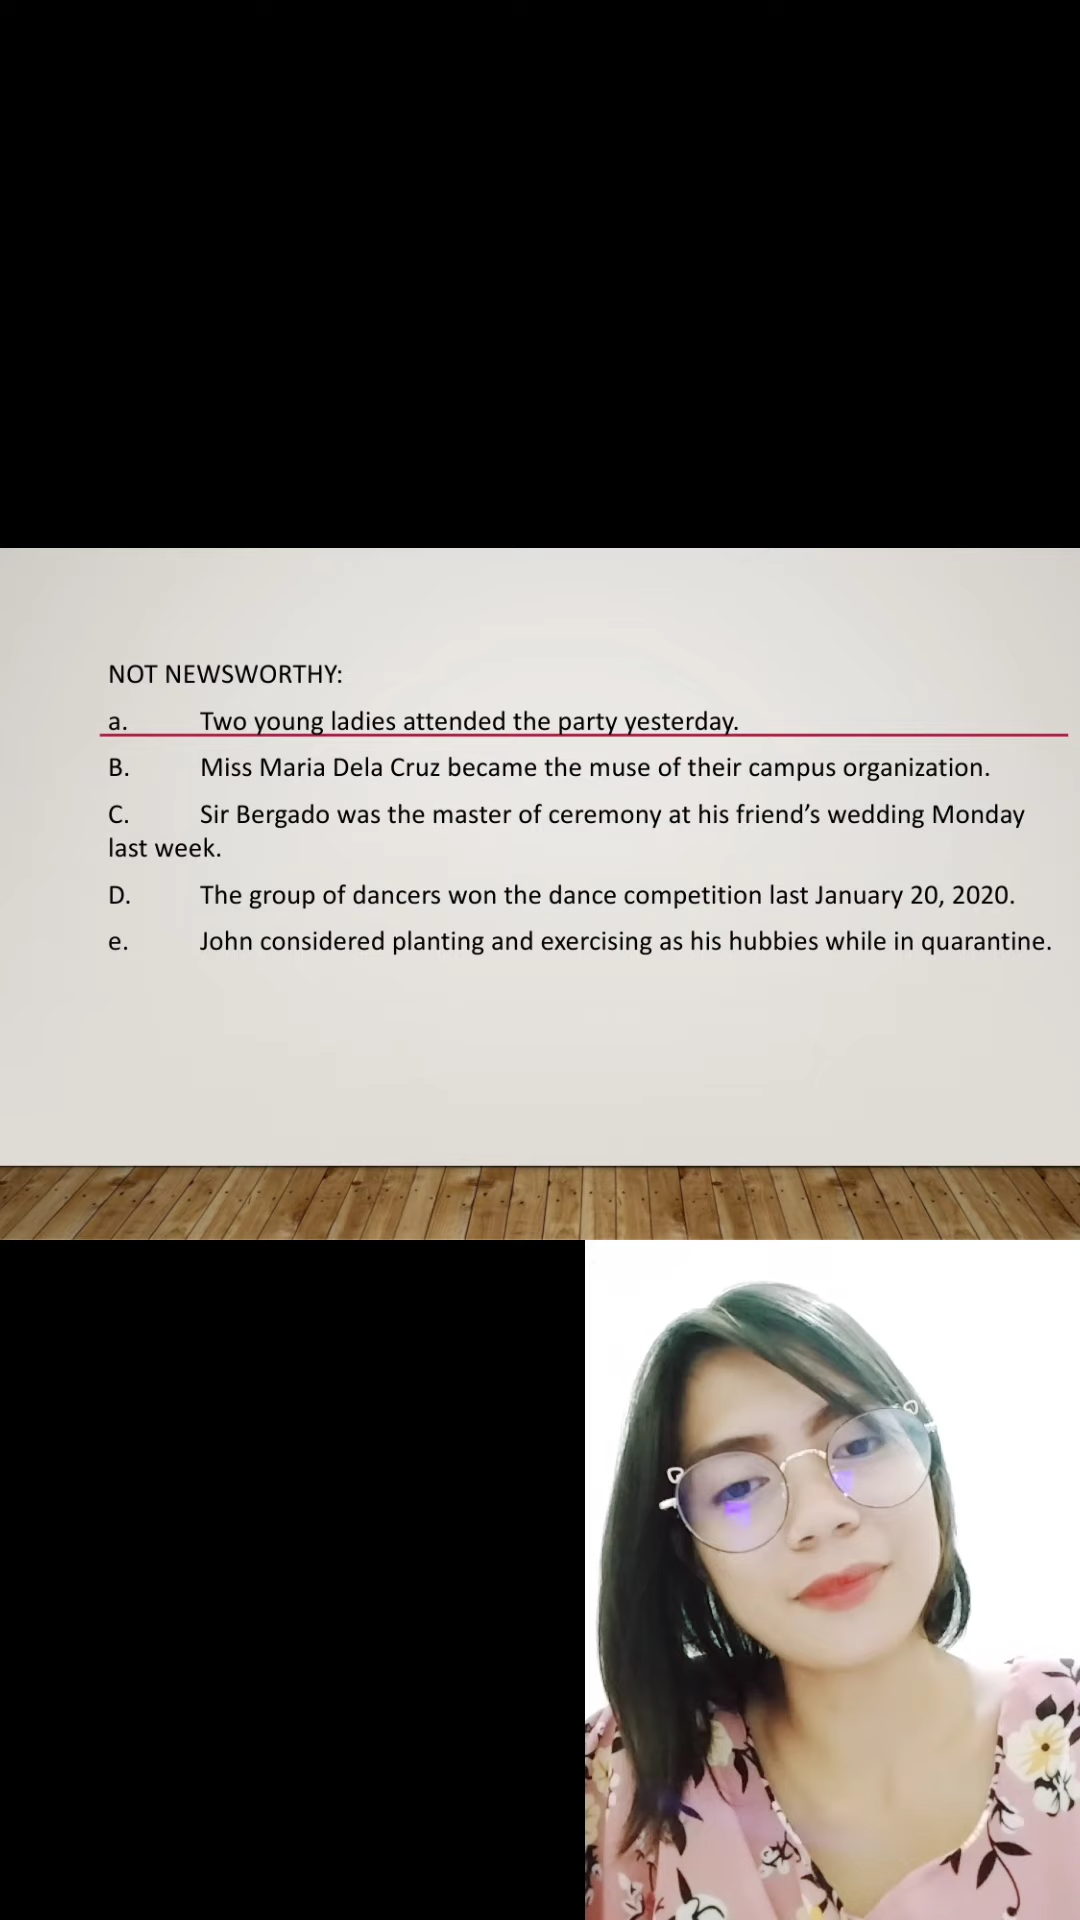 NOT NEWSWORTHY:
a. Two young ladies attended the party yesterday.
B. Miss Maria Dela Cruz became the muse of their campus organization.
C. Sir Bergado was the master of ceremony at his friend’s wedding Monday
last week.
D. The group of dancers won the dance competition last January 20, 2020.
e. John considered planting and exercising as his hubbies while in quarantine.